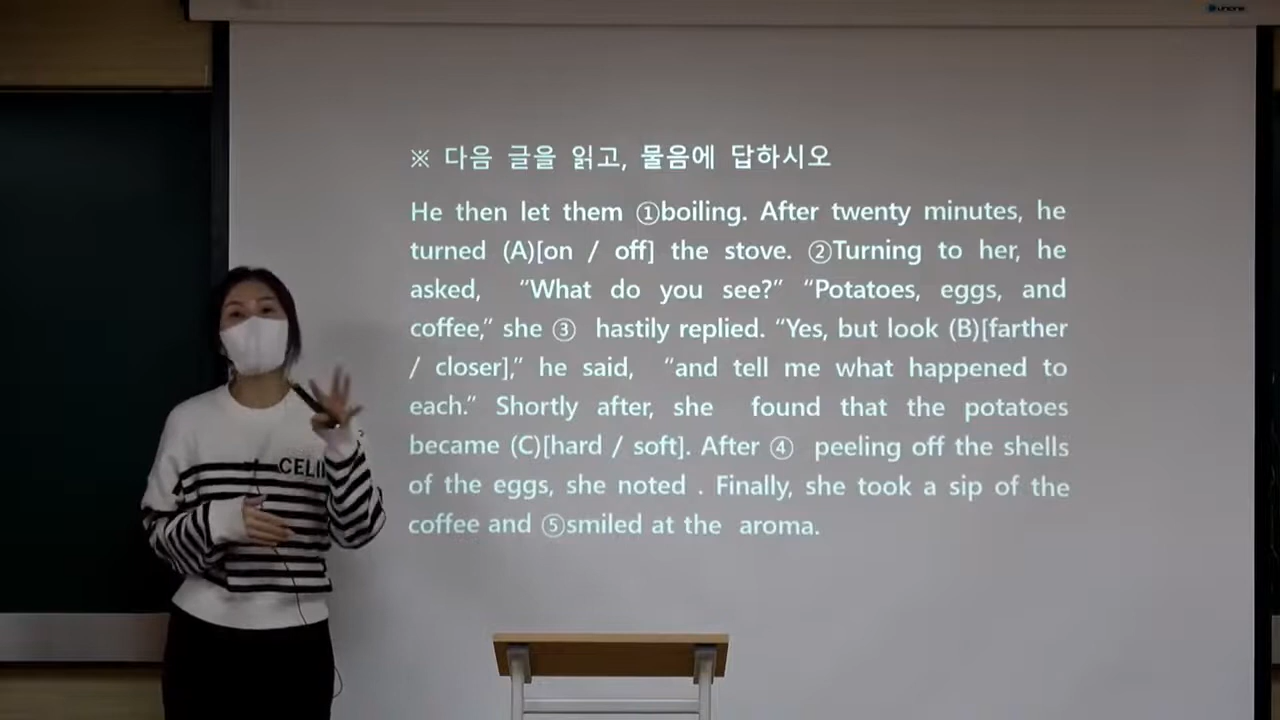 ※ 다음 글을 읽고, 물음에 답하시오
He then let them ①boiling. After twenty minutes, he
turned (A)[on / off] the stove. ②Turning to her, he
asked, “What do you see?” “Potatoes, eggs, and
coffee,” she ③ hastily replied. “Yes, but look (B)[farther
/ closer],” he said, “and tell me what happened to
each.” Shortly after, she found that the potatoes
became (C)[hard / soft]. After ④ peeling off the shells
of the eggs, she noted . Finally, she took a sip of the
coffee and ⑤smiled at the aroma.